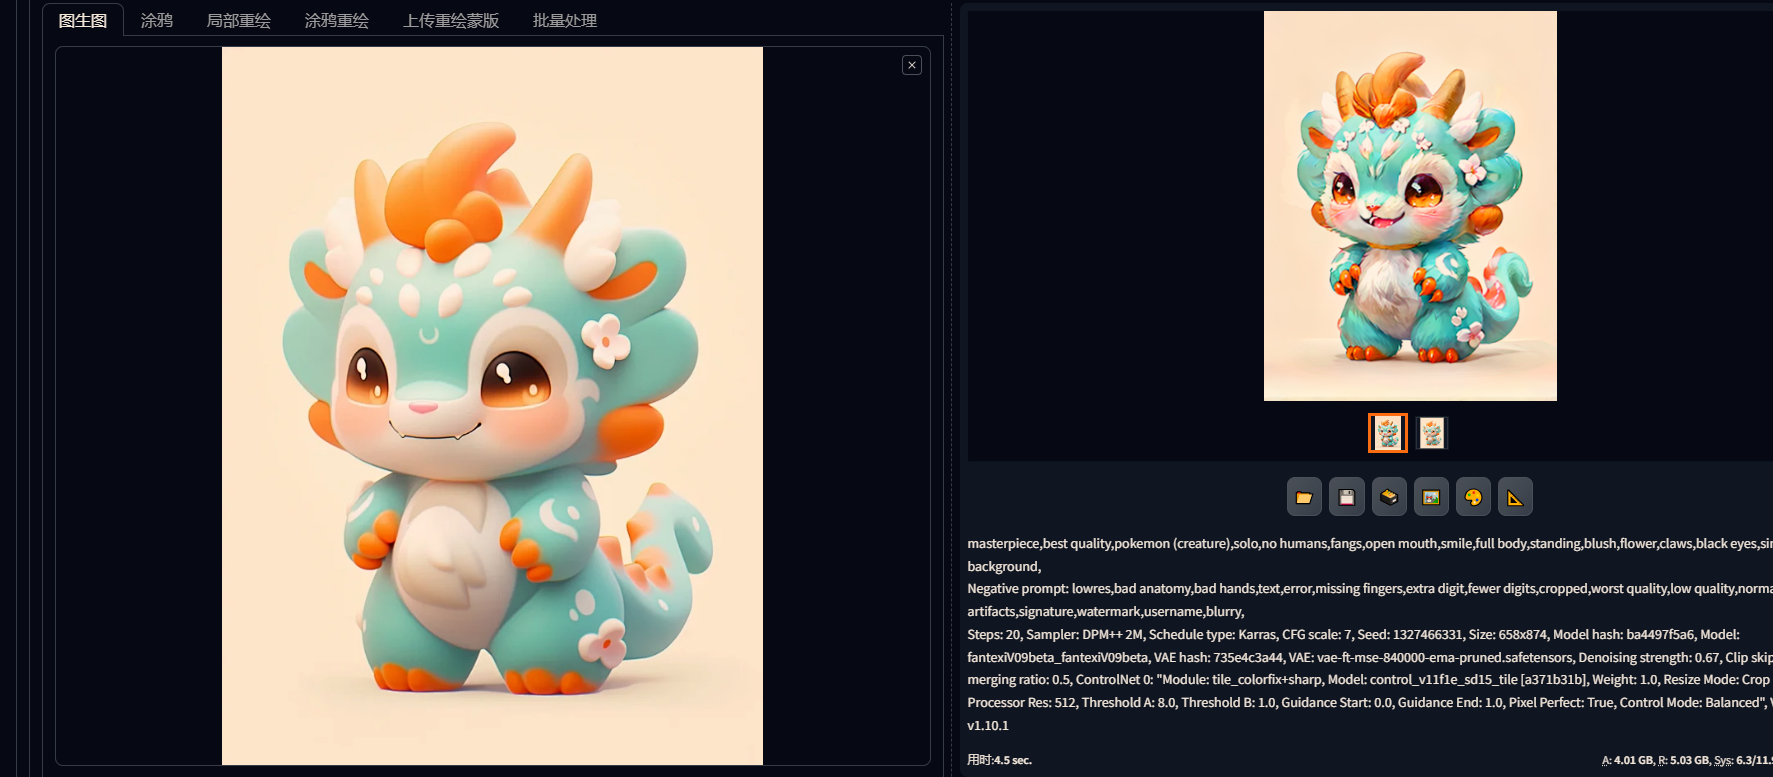 图生图 涂鸦 局部重绘 涂鸦重绘 上传重绘蒙版 批量处理
masterpiece,best quality,pokemon (creature),solo,no humans,fangs,open mouth,smile,full body,standing,blush,flower,claws,black eyes,
background,
Negative prompt: lowres,bad anatomy,bad hands,text,error,missing fingers,extra digit,fewer digits,cropped,worst quality,low quality,
artifacts,signature,watermark,username,blurry,
Steps: 20, Sampler: DPM++ 2M, Schedule type: Karras, CFG scale: 7, Seed: 1327466331, Size: 658x874, Model hash: ba4497f5a6, Model:
fantexiV09beta_fantexiV09beta, VAE hash: 735e4c3a44, VAE: vae-ft-mse-840000-ema-pruned.safetensors, Denoising strength: 0.67, Clip skip
merging ratio: 0.5, ControlNet 0: "Module: tile_colorfix+sharp, Model: control_v11f1e_sd15_tile [a371b31b], Weight: 1.0, Resize Mode: Crop
Processor Res: 512, Threshold A: 8.0, Threshold B: 1.0, Guidance Start: 0.0, Guidance End: 1.0, Pixel Perfect: True, Control Mode: Balanced",
v1.10.1
用时:4.5 sec.
A: 4.01 GB, R: 5.03 GB, Sys: 6.3/11.9